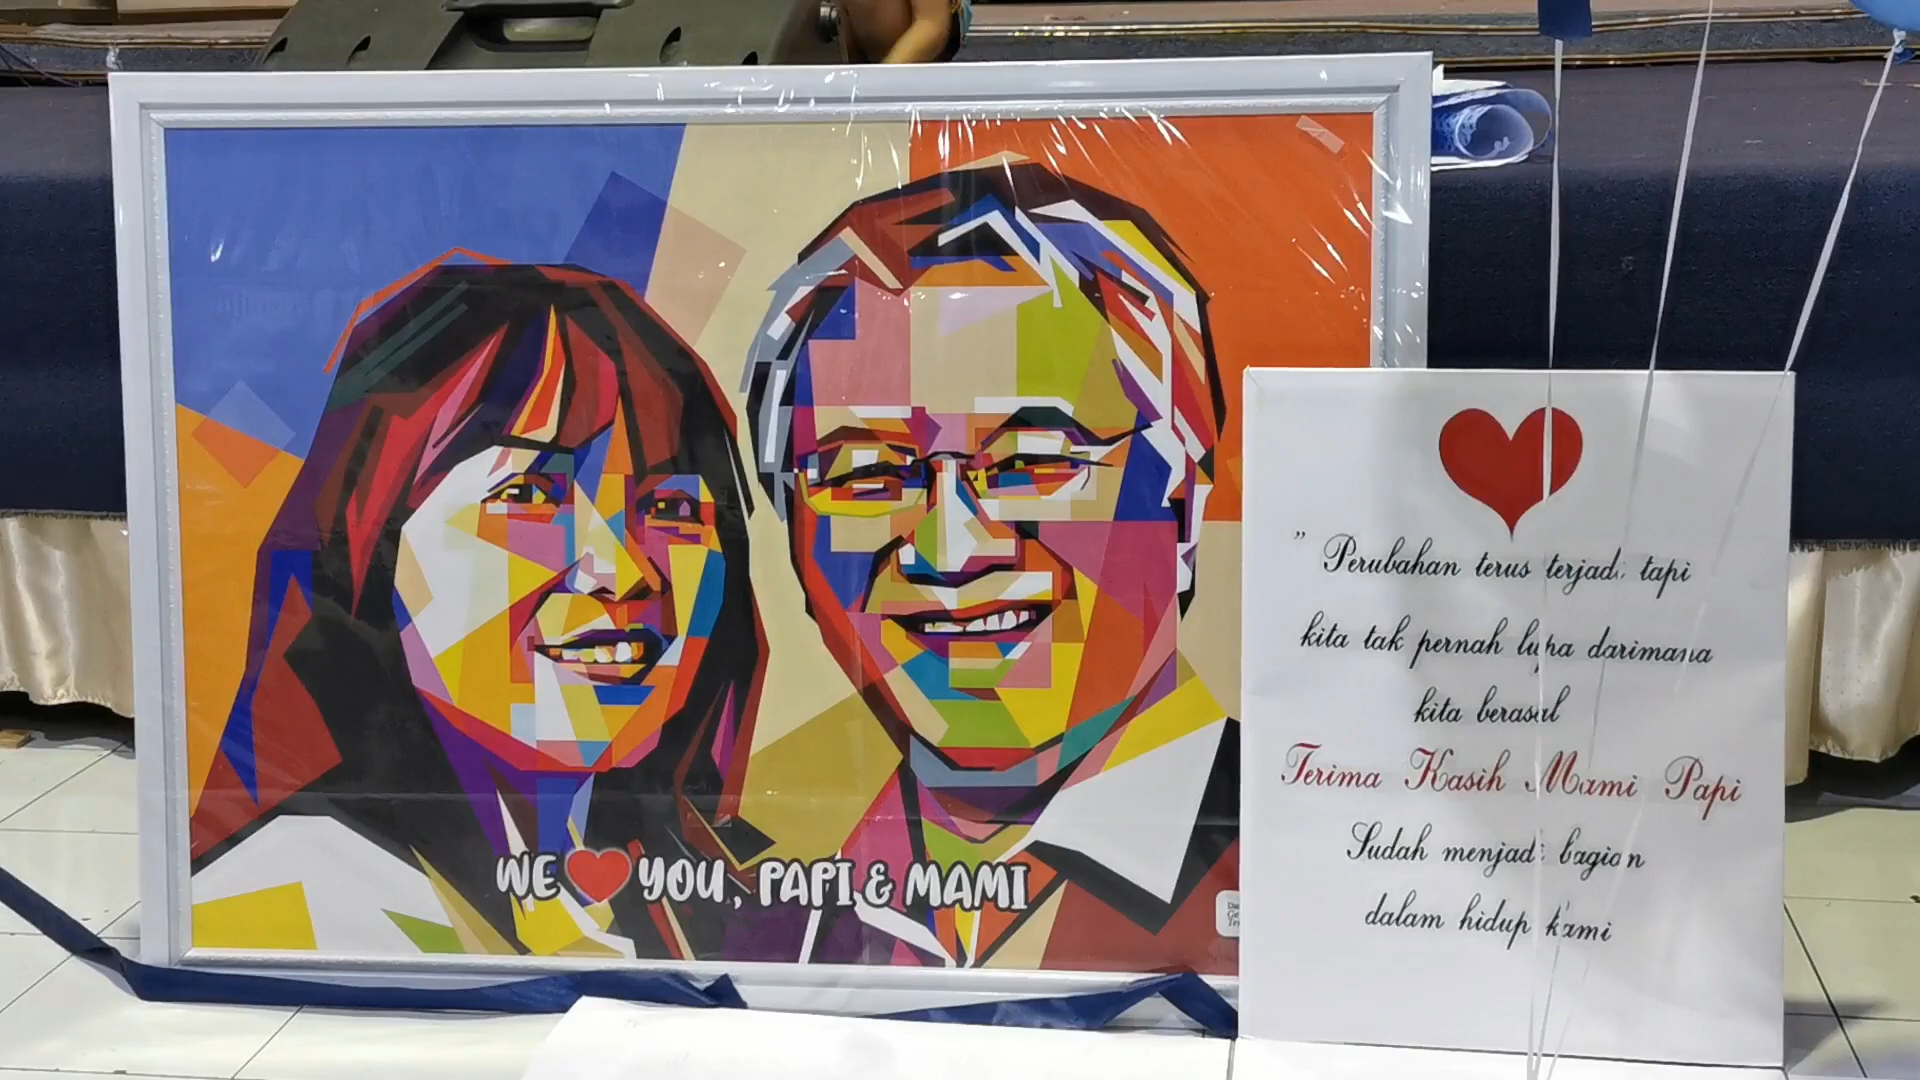 WE ❤ YOU, PAPI & MAMI
" Perubahan terus terjadi tapi
kita tak pernah lupa darimana
kita berasal
Terima Kasih Mami Papi
Sudah menjadi bagian
dalam hidup kami